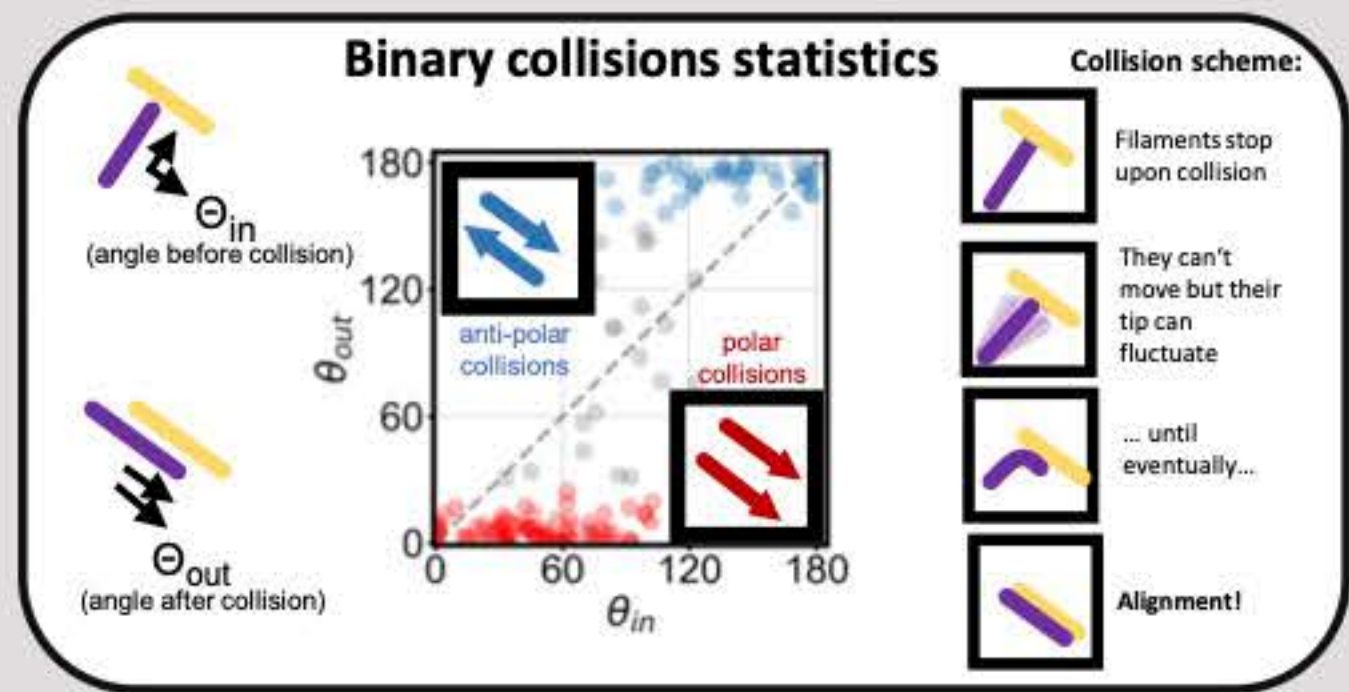 Binary collisions statistics
Θin
(angle before collision)
Θout
(angle after collision)
θout
180
120
60
0
anti-polar
collisions
polar
collisions
0 60 120 180
θin
Collision scheme:
Filaments stop
upon collision
They can't
move but their
tip can
fluctuate
... until
eventually...
Alignment!